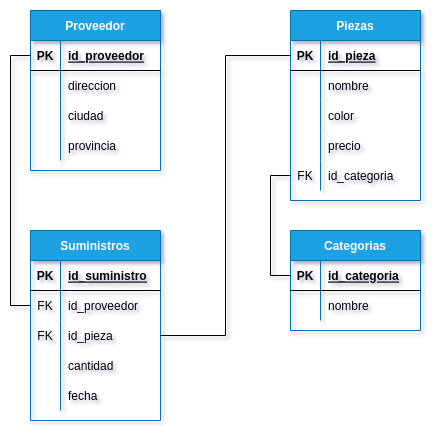 Proveedor
PK id_proveedor
direccion
ciudad
provincia
Piezas
PK id_pieza
nombre
color
precio
FK id_categoria
Suministros
PK id_suministro
FK id_proveedor
FK id_pieza
cantidad
fecha
Categorias
PK id_categoria
nombre